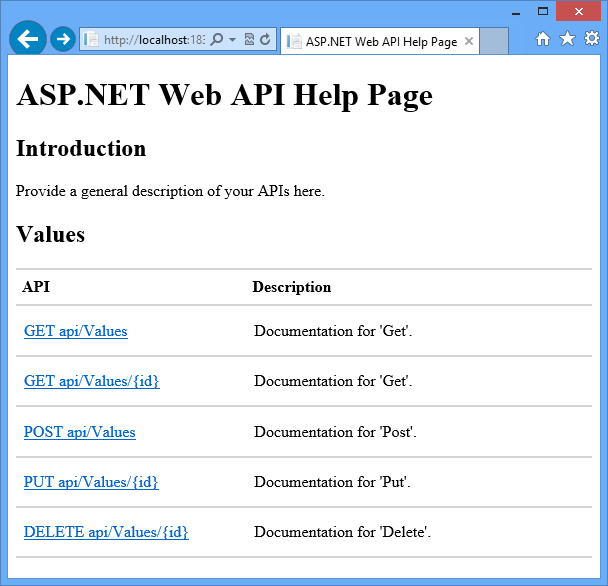 http://localhost:183
ASP.NET Web API Help Page
ASP.NET Web API Help Page
Introduction
Provide a general description of your APIs here.
Values
API Description
GET api/Values Documentation for 'Get'.
GET api/Values/{id} Documentation for 'Get'.
POST api/Values Documentation for 'Post'.
PUT api/Values/{id} Documentation for 'Put'.
DELETE api/Values/{id} Documentation for 'Delete'.